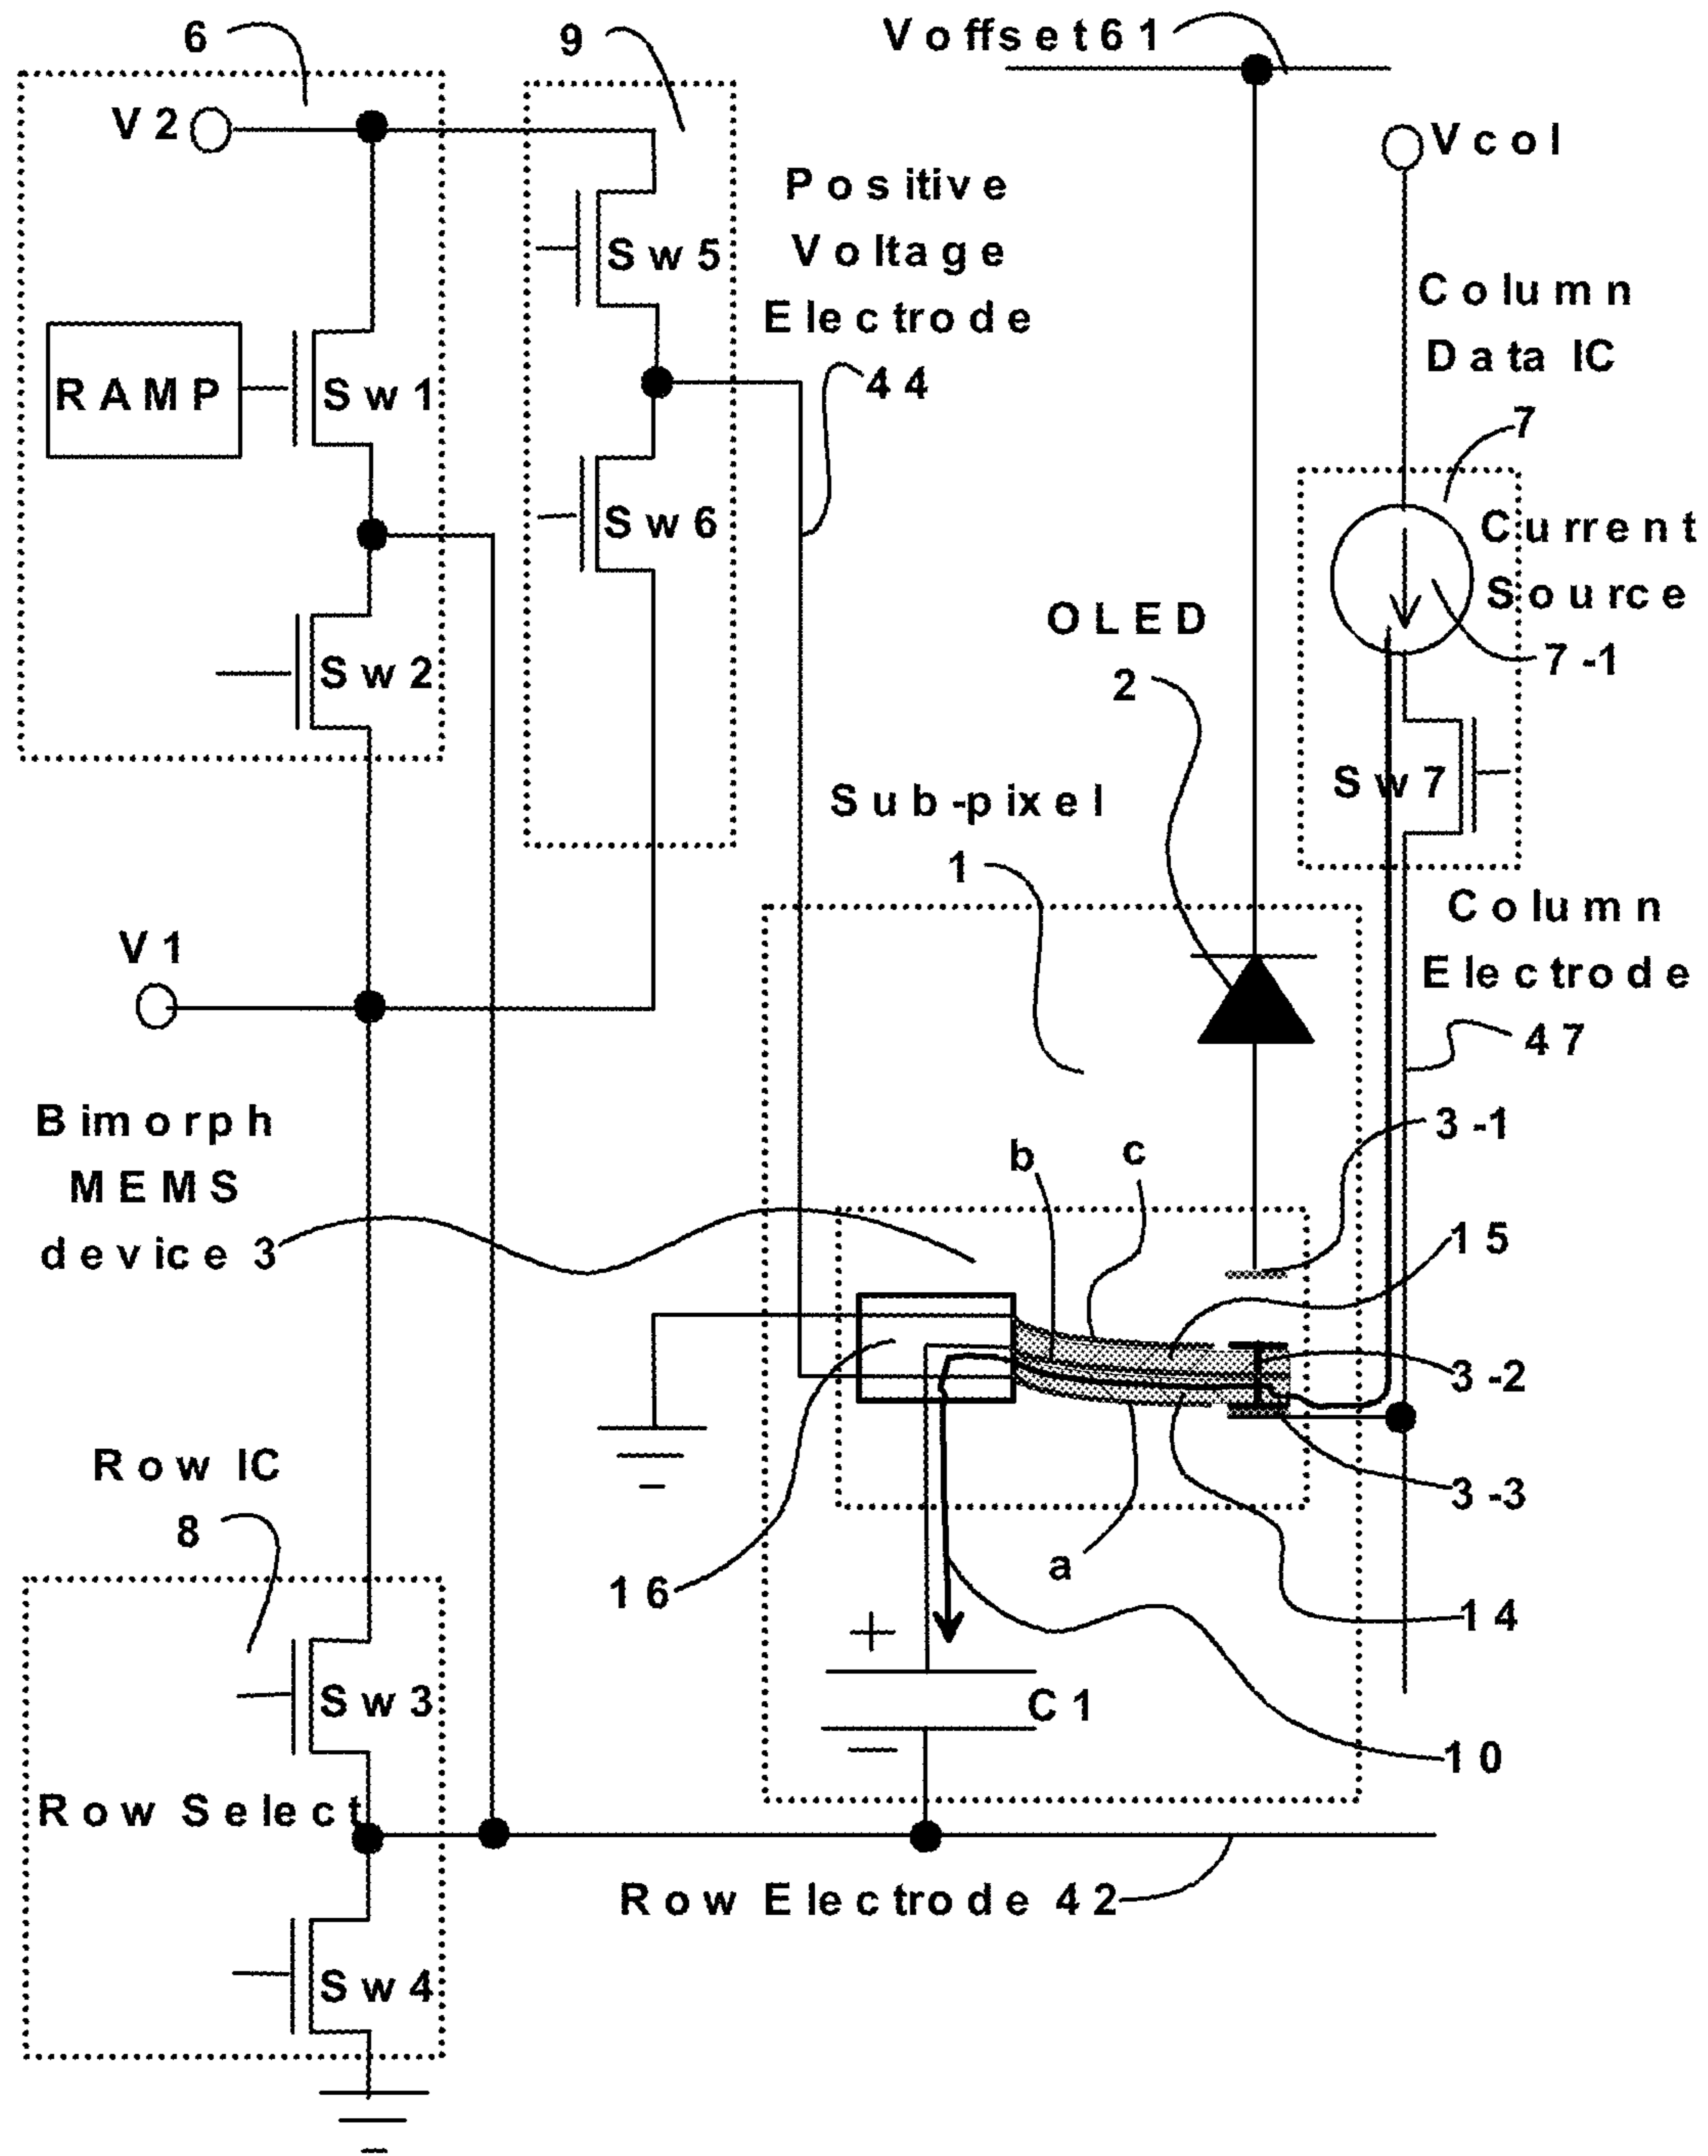 6
9
Voffset61
V2
Vcol
Positive
Voltage
Electrode
44
Sw5
Column
Data IC
7
RAMP
Sw1
Sw6
Current
Source
7-1
OLED
2
Sw2
Sw7
Sub-pixel
1
V1
Column
Electrode
47
Bimorph
MEMS
device 3
b
c
3-1
15
3-2
3-3
Row IC
8
16
a
14
+
Sw3
C1
–
10
Row Select
Row Electrode 42
Sw4